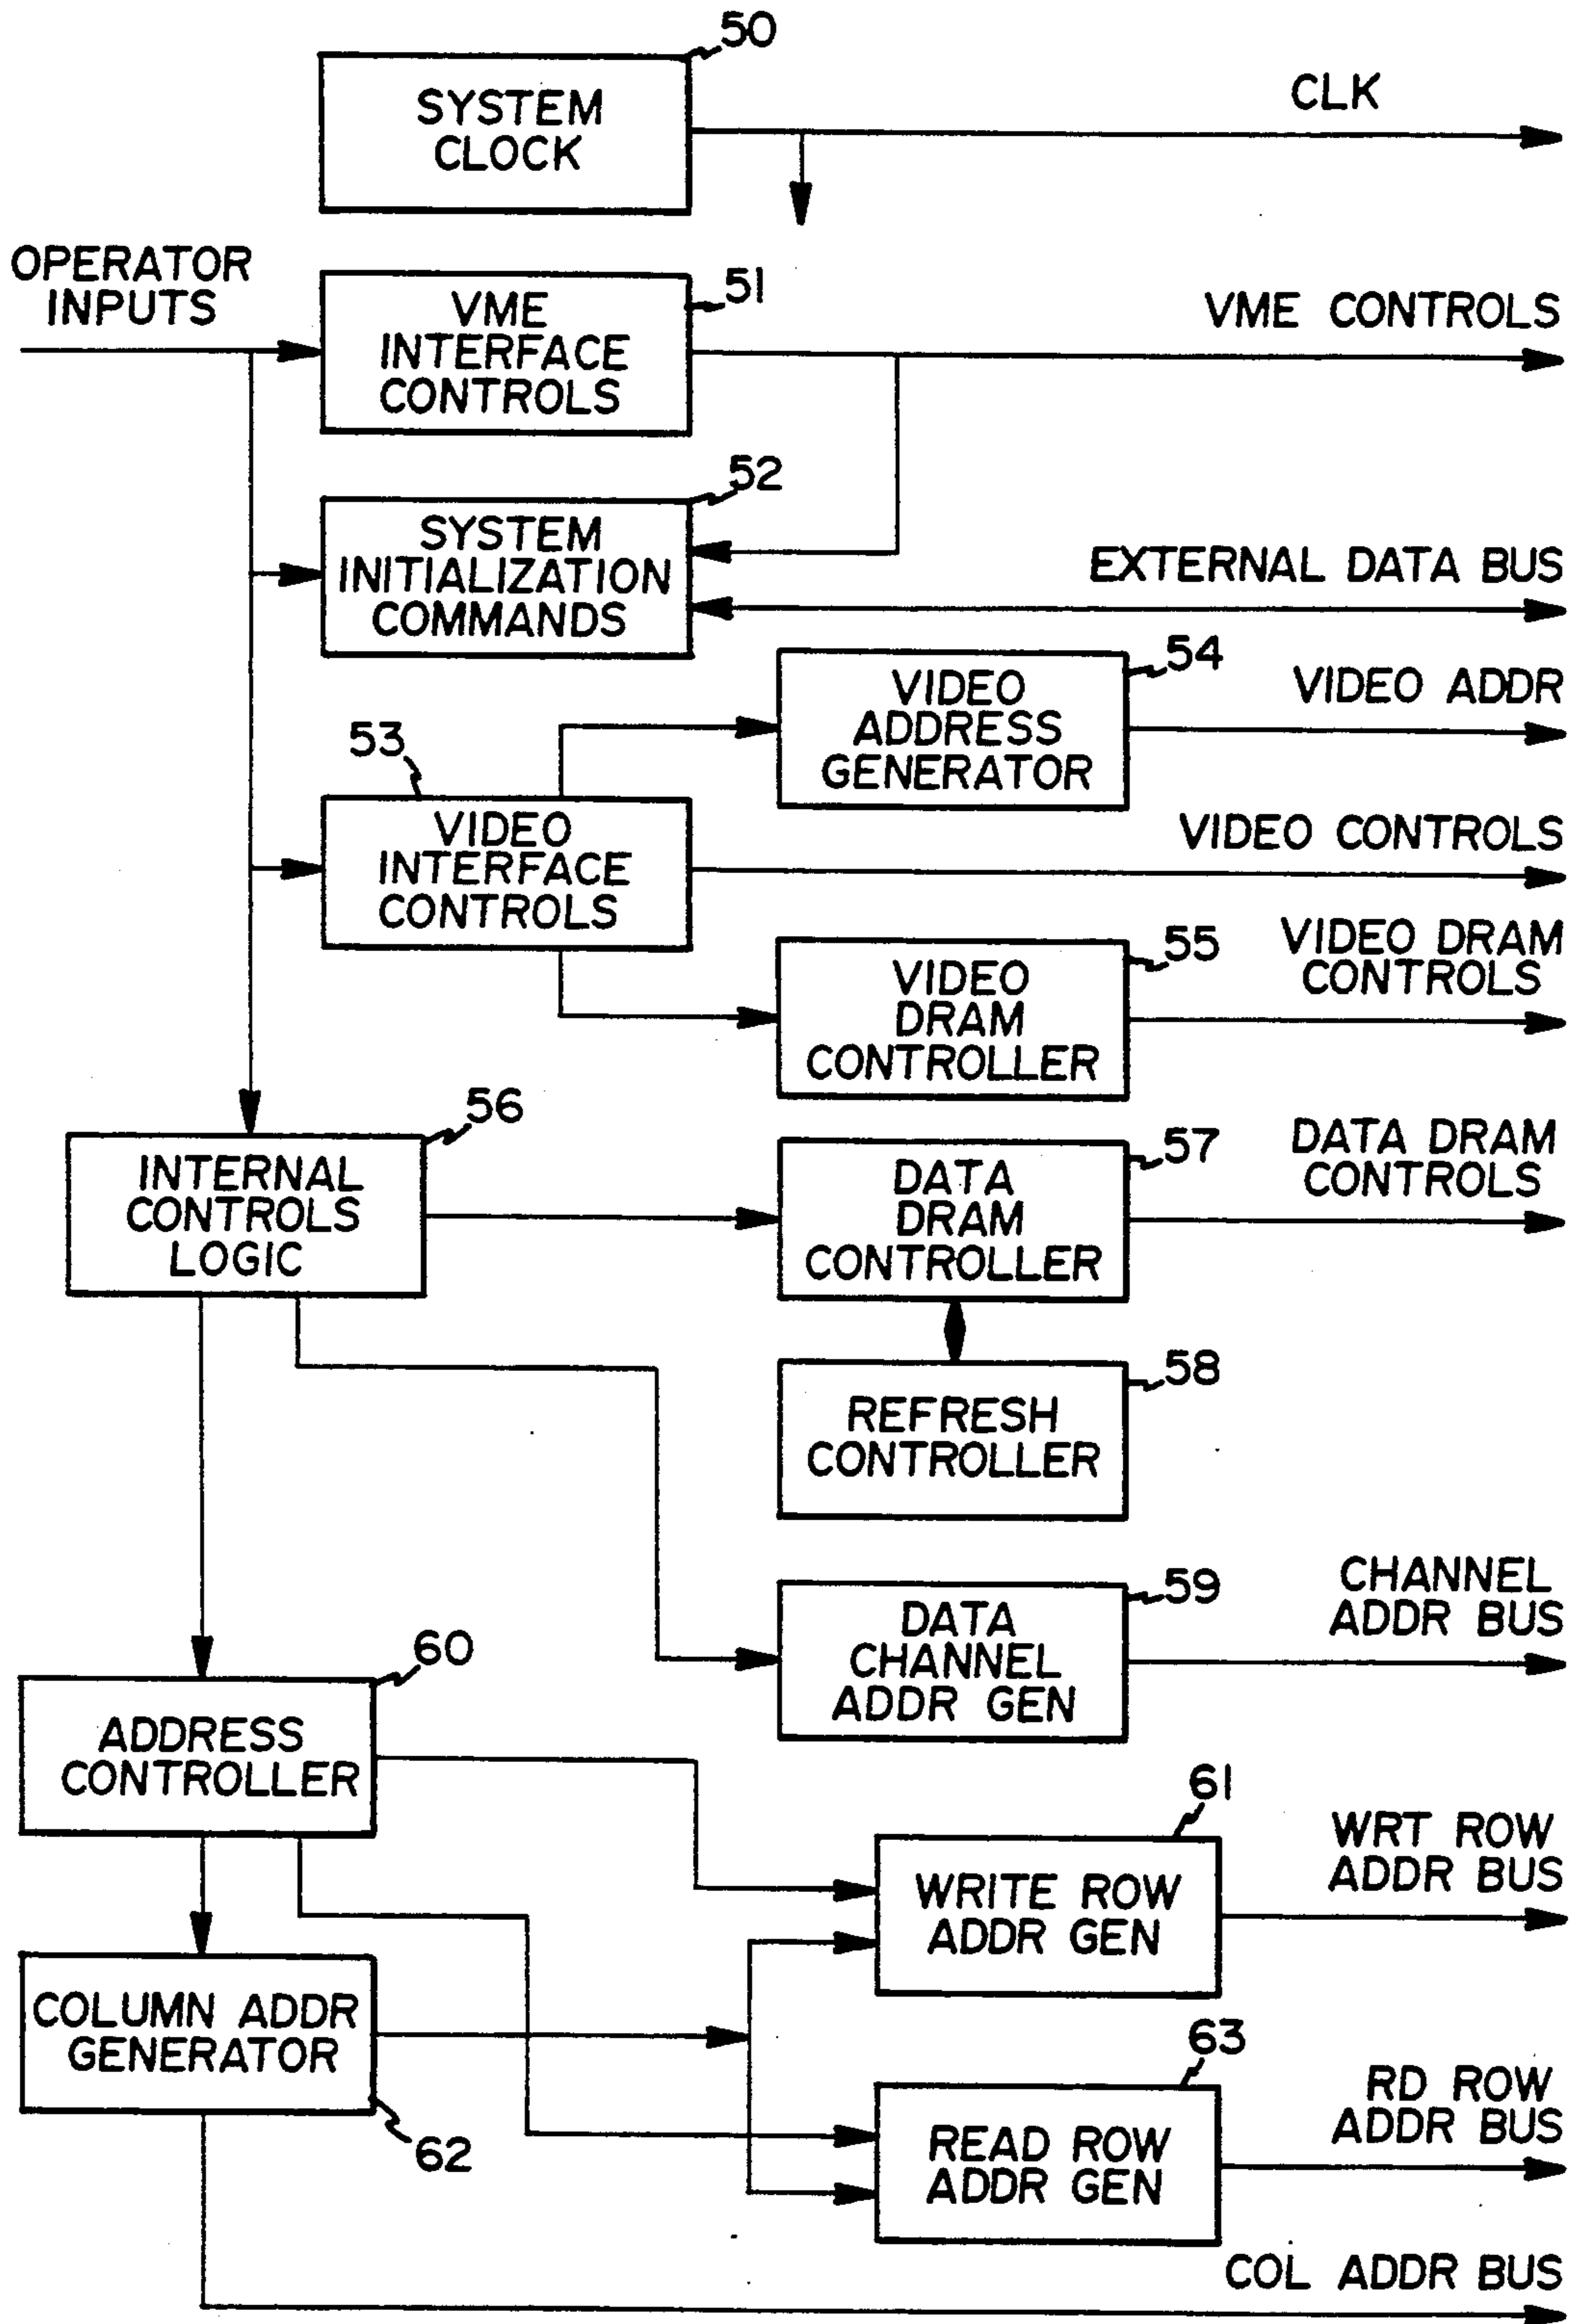 50
SYSTEM
CLOCK
CLK
OPERATOR
INPUTS
51
VME
INTERFACE
CONTROLS
VME CONTROLS
52
SYSTEM
INITIALIZATION
COMMANDS
EXTERNAL DATA BUS
54
VIDEO
ADDRESS
GENERATOR
VIDEO ADDR
53
VIDEO
INTERFACE
CONTROLS
VIDEO CONTROLS
55
VIDEO
DRAM
CONTROLLER
VIDEO DRAM
CONTROLS
56
INTERNAL
CONTROLS
LOGIC
57
DATA
DRAM
CONTROLLER
DATA DRAM
CONTROLS
58
REFRESH
CONTROLLER
59
DATA
CHANNEL
ADDR GEN
CHANNEL
ADDR BUS
60
ADDRESS
CONTROLLER
61
WRITE ROW
ADDR GEN
WRT ROW
ADDR BUS
COLUMN ADDR
GENERATOR
62
63
READ ROW
ADDR GEN
RD ROW
ADDR BUS
COL ADDR BUS